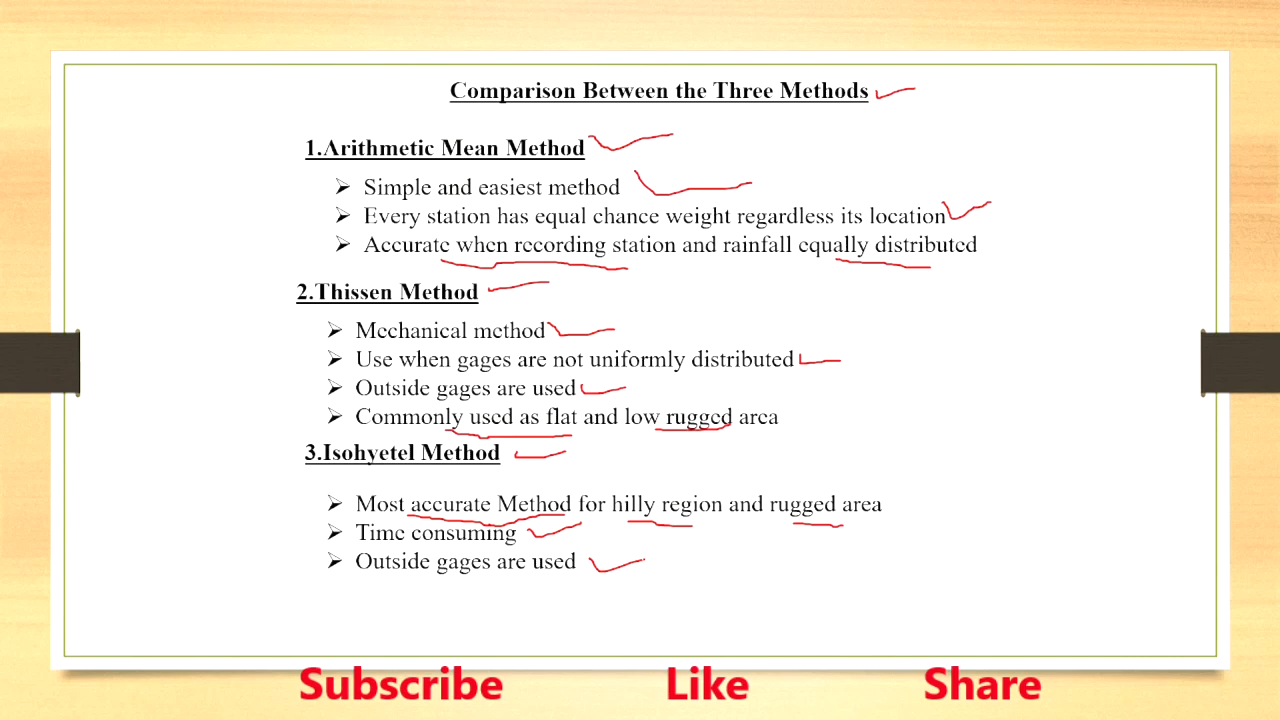 Comparison Between the Three Methods
1.Arithmetic Mean Method
➢ Simple and easiest method
➢ Every station has equal chance weight regardless its location
➢ Accurate when recording station and rainfall equally distributed
2.Thissen Method
➢ Mechanical method
➢ Use when gages are not uniformly distributed
➢ Outside gages are used
➢ Commonly used as flat and low rugged area
3.Isohyetel Method
➢ Most accurate Method for hilly region and rugged area
➢ Time consuming
➢ Outside gages are used
Subscribe Like Share